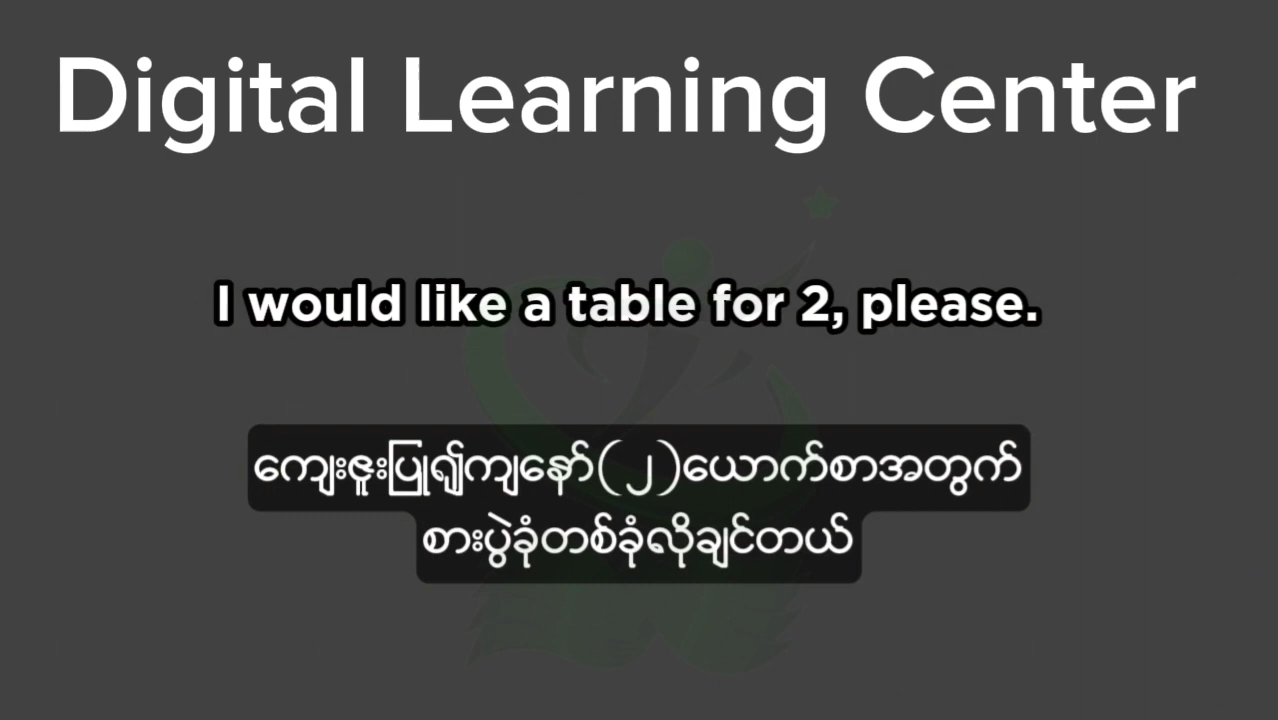 Digital Learning Center
I would like a table for 2, please.
ကျေးဇူးပြု၍ကျနော်(၂)ယောက်စာအတွက်
စားပွဲခုံတစ်ခုံလိုချင်တယ်